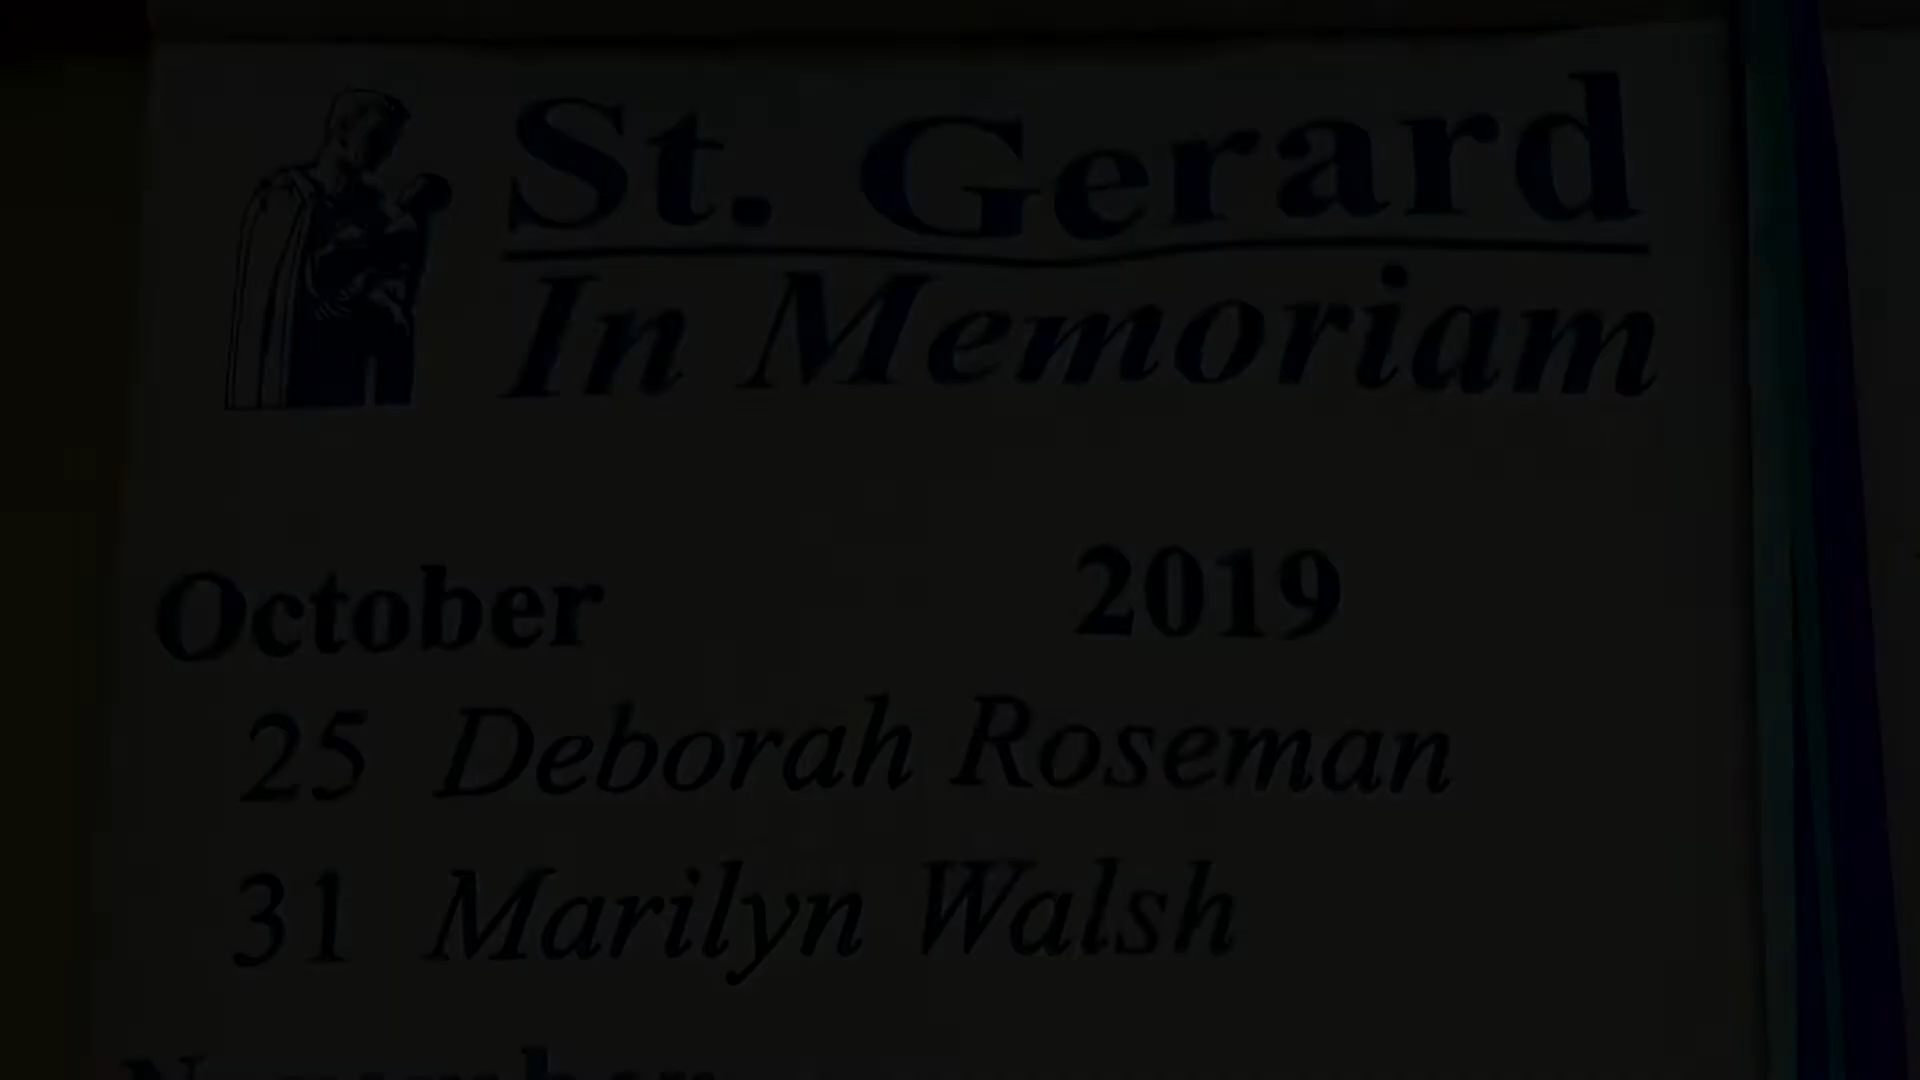 St. Gerard
In Memoriam
October 2019
25 Deborah Roseman
31 Marilyn Walsh